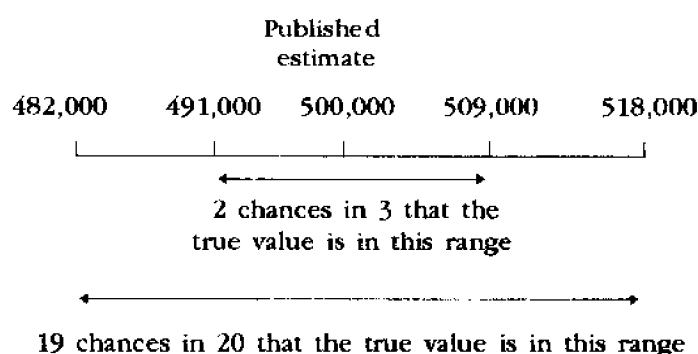 Published
estimate
482,000 491,000 500,000 509,000 518,000
2 chances in 3 that the
true value is in this range
19 chances in 20 that the true value is in this range